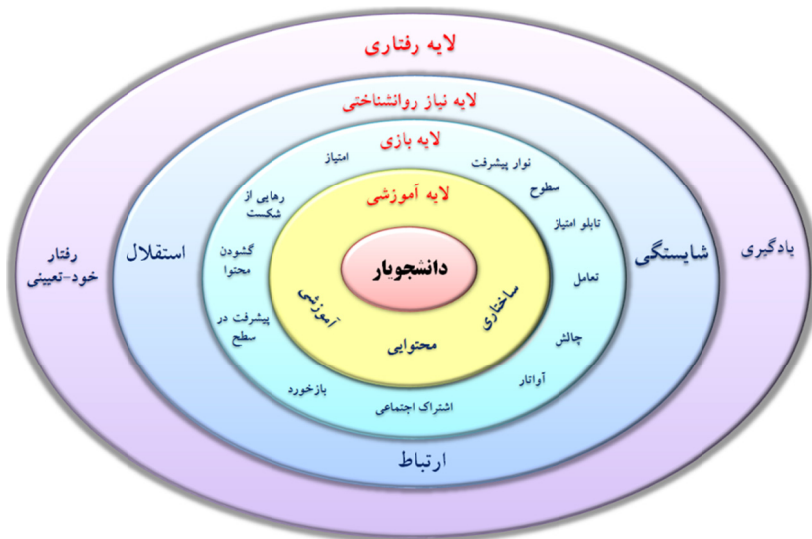 لایه رفتاری
لایه نیاز روانشناختی
لایه بازی
امتیاز
نوار پیشرفت
سطوح
تابلو امتیاز
تعامل
چالش
آواتار
اشتراک اجتماعی
بازخورد
پیشرفت در
سطح
گشودن
محتوا
رهایی از
شکست
لایه آموزشی
دانشجویار
ساختاری
محتوایی
آموزشی
شایستگی
استقلال
ارتباط
یادگیری
رفتار
خود-تعیینی